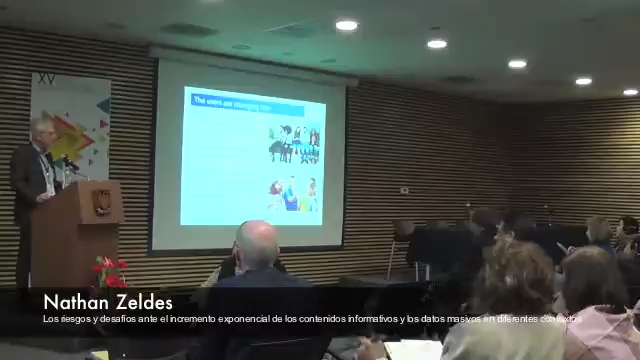 XV
The users are changing too
Nathan Zeldes
Los riesgos y desafíos ante el incremento exponencial de los contenidos informativos y los datos masivos en diferentes contextos